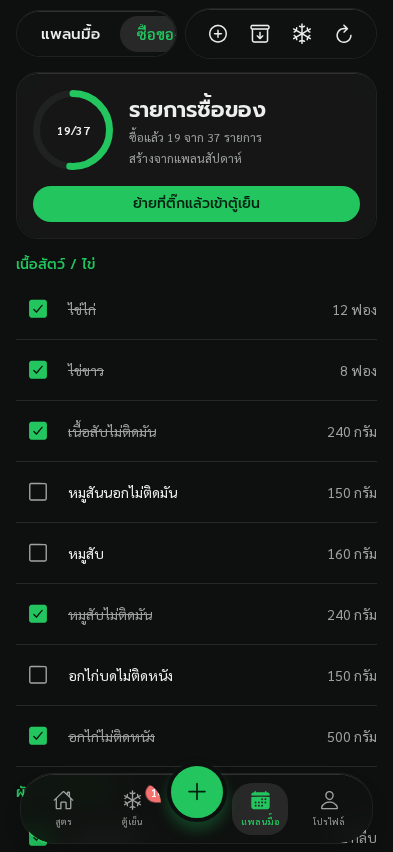 แพลนมื้อ
ซื้อขอ
19/37
รายการซื้อของ
ซื้อแล้ว 19 จาก 37 รายการ
สร้างจากแพลนสัปดาห์
ย้ายที่ติ๊กแล้วเข้าตู้เย็น
เนื้อสัตว์ / ไข่
ไข่ไก่ 12 ฟอง
ไข่ขาว 8 ฟอง
เนื้อสับไม่ติดมัน 240 กรัม
หมูสันนอกไม่ติดมัน 150 กรัม
หมูสับ 160 กรัม
หมูสับไม่ติดมัน 240 กรัม
อกไก่บดไม่ติดหนัง 150 กรัม
อกไก่ไม่ติดหนัง 500 กรัม
สูตร
ตู้เย็น
แพลนมื้อ
โปรไฟล์